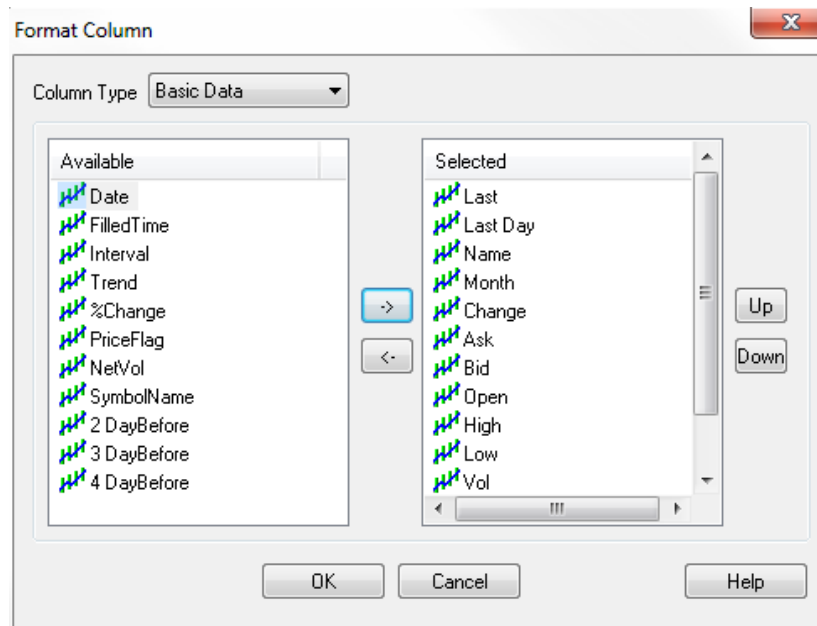 Format Column
Column Type Basic Data
Available
Date
FilledTime
Interval
Trend
%Change
PriceFlag
NetVol
SymbolName
2 DayBefore
3 DayBefore
4 DayBefore
->
<-
Selected
Last
Last Day
Name
Month
Change
Ask
Bid
Open
High
Low
Vol
Up
Down
OK Cancel Help